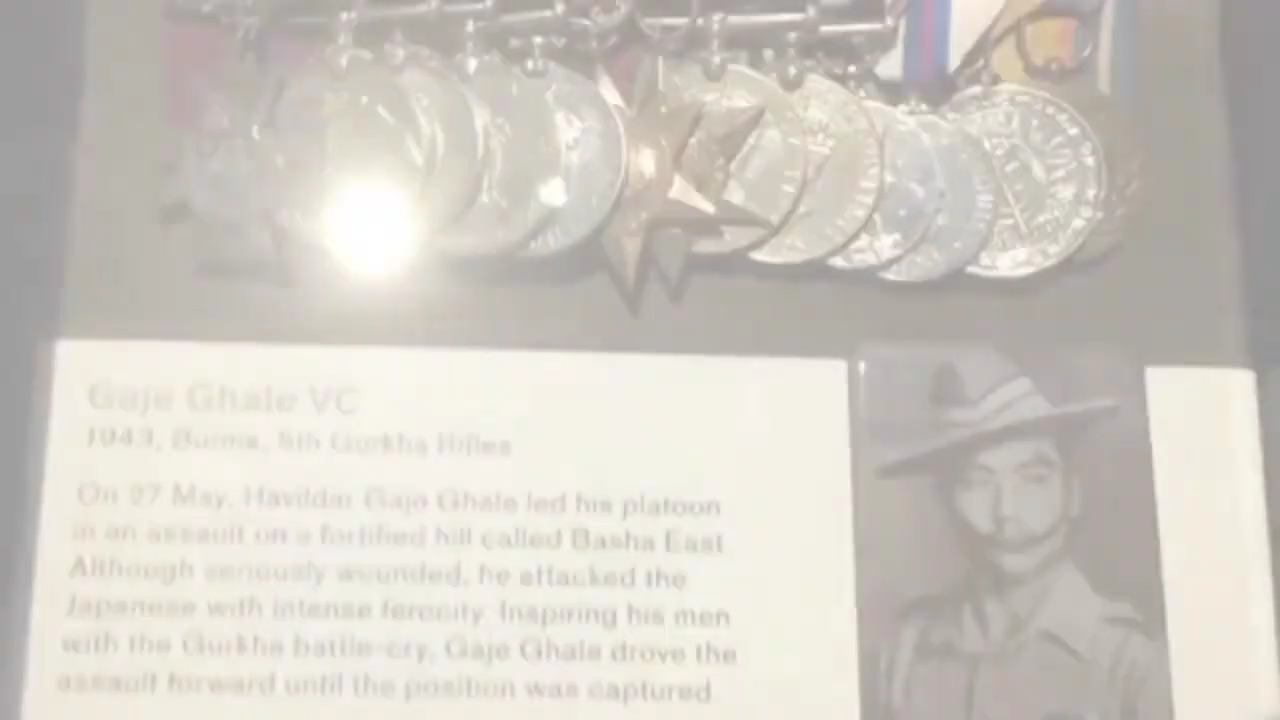 Gaje Ghale VC
1943, Burma, 5th Gurkha Rifles
On 27 May, Havildar Gaje Ghale led his platoon
in an assault on a fortified hill called Basha East.
Although seriously wounded, he attacked the
Japanese with intense ferocity. Inspiring his men
with the Gurkha battle-cry, Gaje Ghale drove the
assault forward until the position was captured.